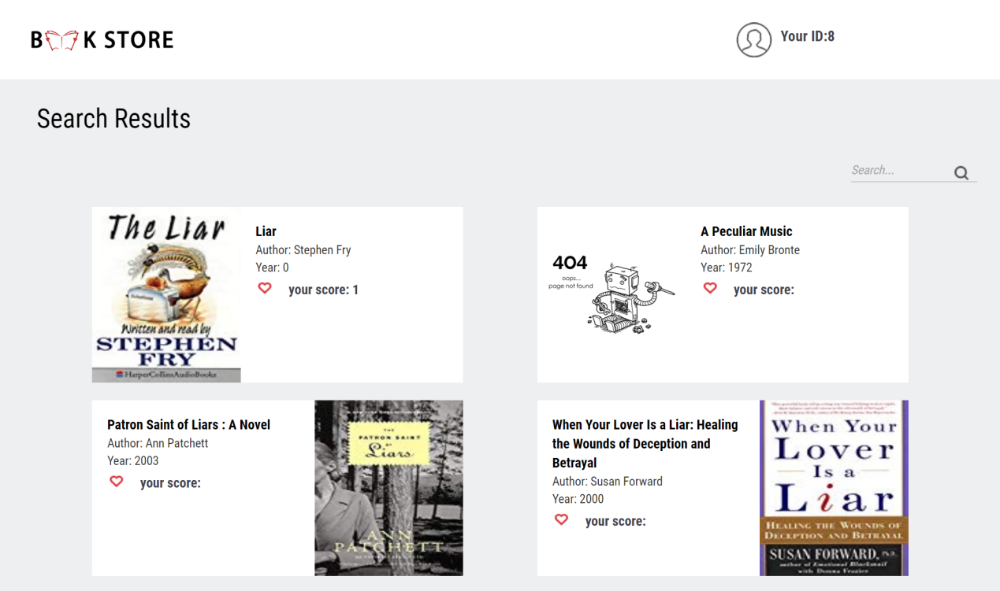 B K STORE
Your ID:8
Search Results
Search...
The Liar
Written and read by
STEPHEN
FRY
HarperCollinsAudioBooks
Liar
Author: Stephen Fry
Year: 0
your score: 1
404
oops...
page not found
A Peculiar Music
Author: Emily Bronte
Year: 1972
your score:
Patron Saint of Liars : A Novel
Author: Ann Patchett
Year: 2003
your score:
THE
PATRON SAINT
OF
Liars
ANN
PATCHETT
When Your Lover Is a Liar: Healing
the Wounds of Deception and
Betrayal
Author: Susan Forward
Year: 2000
your score:
When Your
Lover
Is a
Liar
HEALING THE WOUNDS OF
DECEPTION AND BETRAYAL
SUSAN FORWARD, Ph.D.
author of Emotional Blackmail
with Donna Frazier